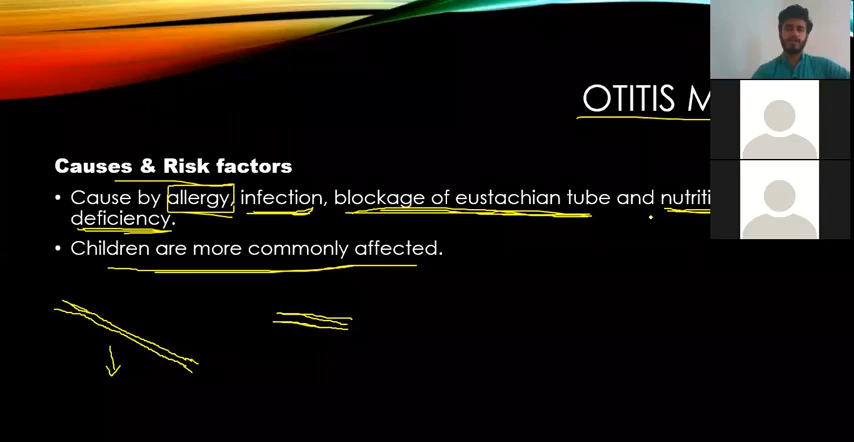 OTITIS M
Causes & Risk factors
• Cause by allergy, infection, blockage of eustachian tube and nutriti
deficiency.
• Children are more commonly affected.